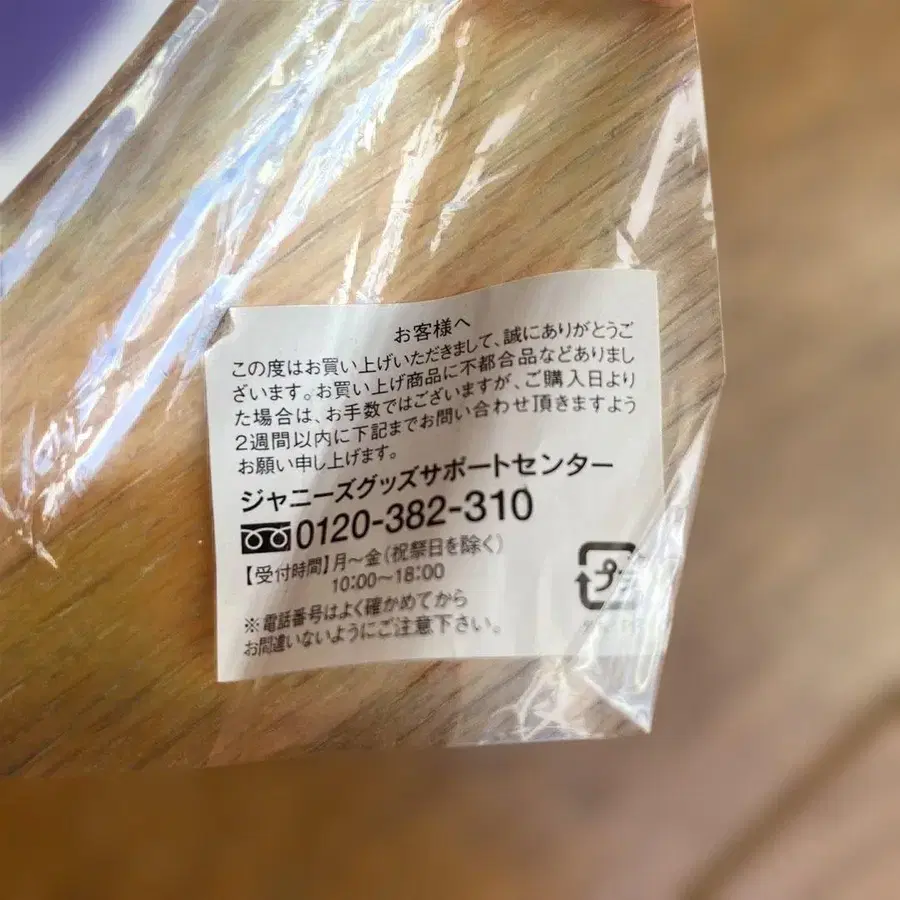 お客様へ
この度はお買い上げいただきまして、誠にありがとうご
ざいます。お買い上げ商品に不都合品などありまし
た場合は、お手数ではございますが、ご購入日より
2週間以内に下記までお問い合わせ頂きますよう
お願い申し上げます。
ジャニーズグッズサポートセンター
0120-382-310
【受付時間】月〜金(祝祭日を除く)
10:00〜18:00
※電話番号はよく確かめてから
お間違いないようにご注意下さい。
プラ